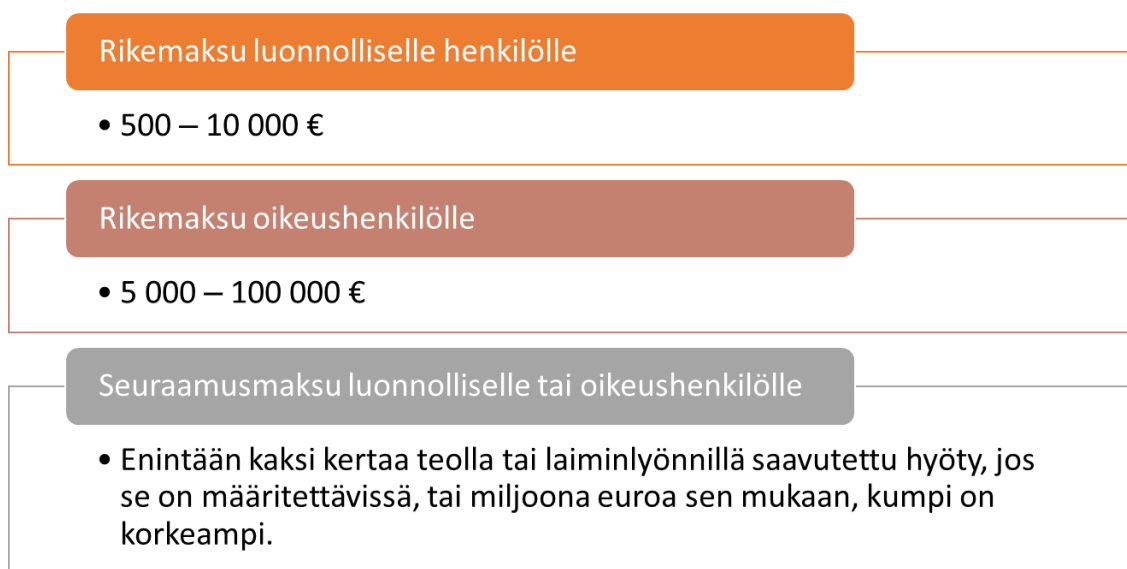 Rikemaksu luonnolliselle henkilölle
• 500 – 10 000 €
Rikemaksu oikeushenkilölle
• 5 000 – 100 000 €
Seuraamusmaksu luonnolliselle tai oikeushenkilölle
• Enintään kaksi kertaa teolla tai laiminlyönnillä saavutettu hyöty, jos
se on määritettävissä, tai miljoona euroa sen mukaan, kumpi on
korkeampi.